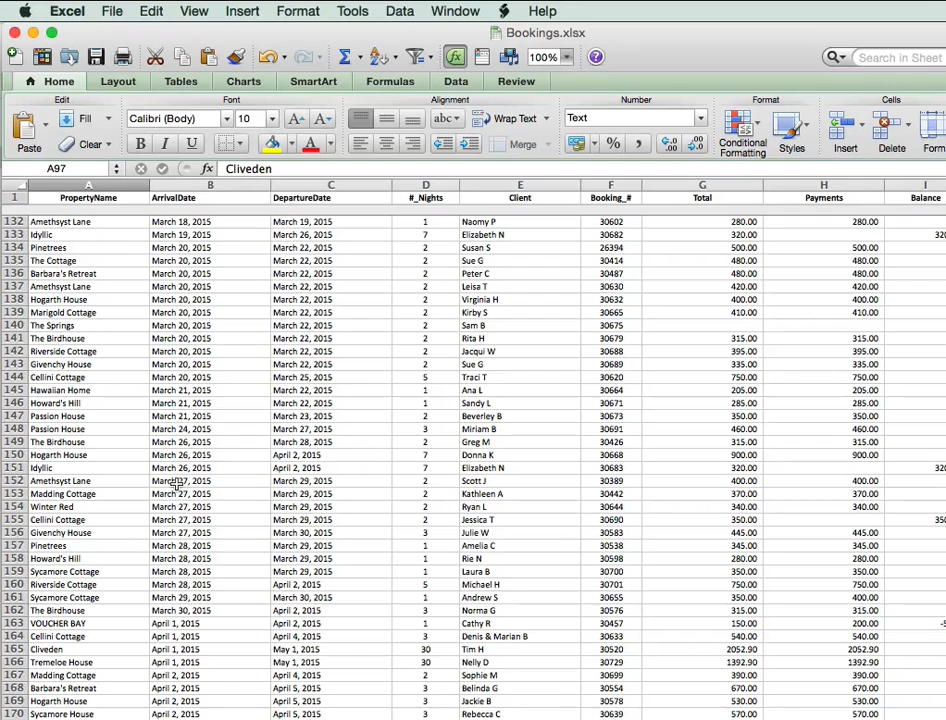 Excel File Edit View Insert Format Tools Data Window Help
Bookings.xlsx
100% Search in Sheet
Home Layout Tables Charts SmartArt Formulas Data Review
Edit Font Alignment Number Format Cells
Fill Calibri (Body) 10 A A abc Wrap Text Text
Paste Clear B I U A Merge % Conditional Formatting Styles Insert Delete Form
A97 fx Cliveden
A B C D E F G H I
1 PropertyName ArrivalDate DepartureDate #_Nights Client Booking_# Total Payments Balance
132 Amethsyst Lane March 18, 2015 March 19, 2015 1 Naomy P 30602 280.00 280.00
133 Idyllic March 19, 2015 March 26, 2015 7 Elizabeth N 30682 320.00 320
134 Pinetrees March 20, 2015 March 22, 2015 2 Susan S 26394 500.00 500.00
135 The Cottage March 20, 2015 March 22, 2015 2 Sue G 30414 480.00 480.00
136 Barbara's Retreat March 20, 2015 March 22, 2015 2 Peter C 30487 480.00 480.00
137 Amethsyst Lane March 20, 2015 March 22, 2015 2 Leisa T 30630 420.00 420.00
138 Hogarth House March 20, 2015 March 22, 2015 2 Virginia H 30632 400.00 400.00
139 Marigold Cottage March 20, 2015 March 22, 2015 2 Kirby S 30665 410.00 410.00
140 The Springs March 20, 2015 March 22, 2015 2 Sam B 30675
141 The Birdhouse March 20, 2015 March 22, 2015 2 Rita H 30679 315.00 315.00
142 Riverside Cottage March 20, 2015 March 22, 2015 2 Jacqui W 30688 395.00 395.00
143 Givenchy House March 20, 2015 March 22, 2015 2 Sue G 30689 335.00 335.00
144 Cellini Cottage March 20, 2015 March 25, 2015 5 Traci T 30620 750.00 750.00
145 Hawaiian Home March 21, 2015 March 22, 2015 1 Ana L 30664 205.00 205.00
146 Howard's Hill March 21, 2015 March 22, 2015 1 Sandy L 30671 285.00 285.00
147 Passion House March 21, 2015 March 23, 2015 2 Beverley B 30673 350.00 350.00
148 Passion House March 24, 2015 March 27, 2015 3 Miriam B 30691 460.00 460.00
149 The Birdhouse March 26, 2015 March 28, 2015 2 Greg M 30426 315.00 315.00
150 Hogarth House March 26, 2015 April 2, 2015 7 Donna K 30668 900.00 900.00
151 Idyllic March 26, 2015 April 2, 2015 7 Elizabeth N 30683 320.00 320
152 Amethsyst Lane March 27, 2015 March 29, 2015 2 Scott J 30389 400.00 400.00
153 Madding Cottage March 27, 2015 March 29, 2015 2 Kathleen A 30442 370.00 370.00
154 Winter Red March 27, 2015 March 29, 2015 2 Ryan L 30644 340.00 340.00
155 Cellini Cottage March 27, 2015 March 29, 2015 2 Jessica T 30690 350.00 350
156 Givenchy House March 27, 2015 March 30, 2015 3 Julie W 30583 445.00 445.00
157 Pinetrees March 28, 2015 March 29, 2015 1 Amelia C 30538 345.00 345.00
158 Howard's Hill March 28, 2015 March 29, 2015 1 Rie N 30598 280.00 280.00
159 Sycamore Cottage March 28, 2015 March 29, 2015 1 Laura B 30700 350.00 350.00
160 Riverside Cottage March 28, 2015 April 2, 2015 5 Michael H 30701 750.00 750.00
161 Sycamore Cottage March 29, 2015 March 30, 2015 1 Andrew S 30655 350.00 400.00
162 The Birdhouse March 30, 2015 April 2, 2015 3 Norma G 30576 315.00 315.00
163 VOUCHER BAY April 1, 2015 April 2, 2015 1 Cathy R 30457 150.00 200.00 -5
164 Cellini Cottage April 1, 2015 April 4, 2015 3 Denis & Marian B 30633 540.00 540.00
165 Cliveden April 1, 2015 May 1, 2015 30 Tim H 30520 2052.90 2052.90
166 Tremeloe House April 1, 2015 May 1, 2015 30 Nelly D 30729 1392.90 1392.90
167 Madding Cottage April 2, 2015 April 4, 2015 2 Sophie M 30699 390.00 390.00
168 Barbara's Retreat April 2, 2015 April 5, 2015 3 Belinda G 30554 670.00 670.00
169 Hogarth House April 2, 2015 April 5, 2015 3 Jackie B 30578 530.00 530.00
170 Sycamore House April 2, 2015 April 5, 2015 3 Rebecca C 30639 570.00 570.00